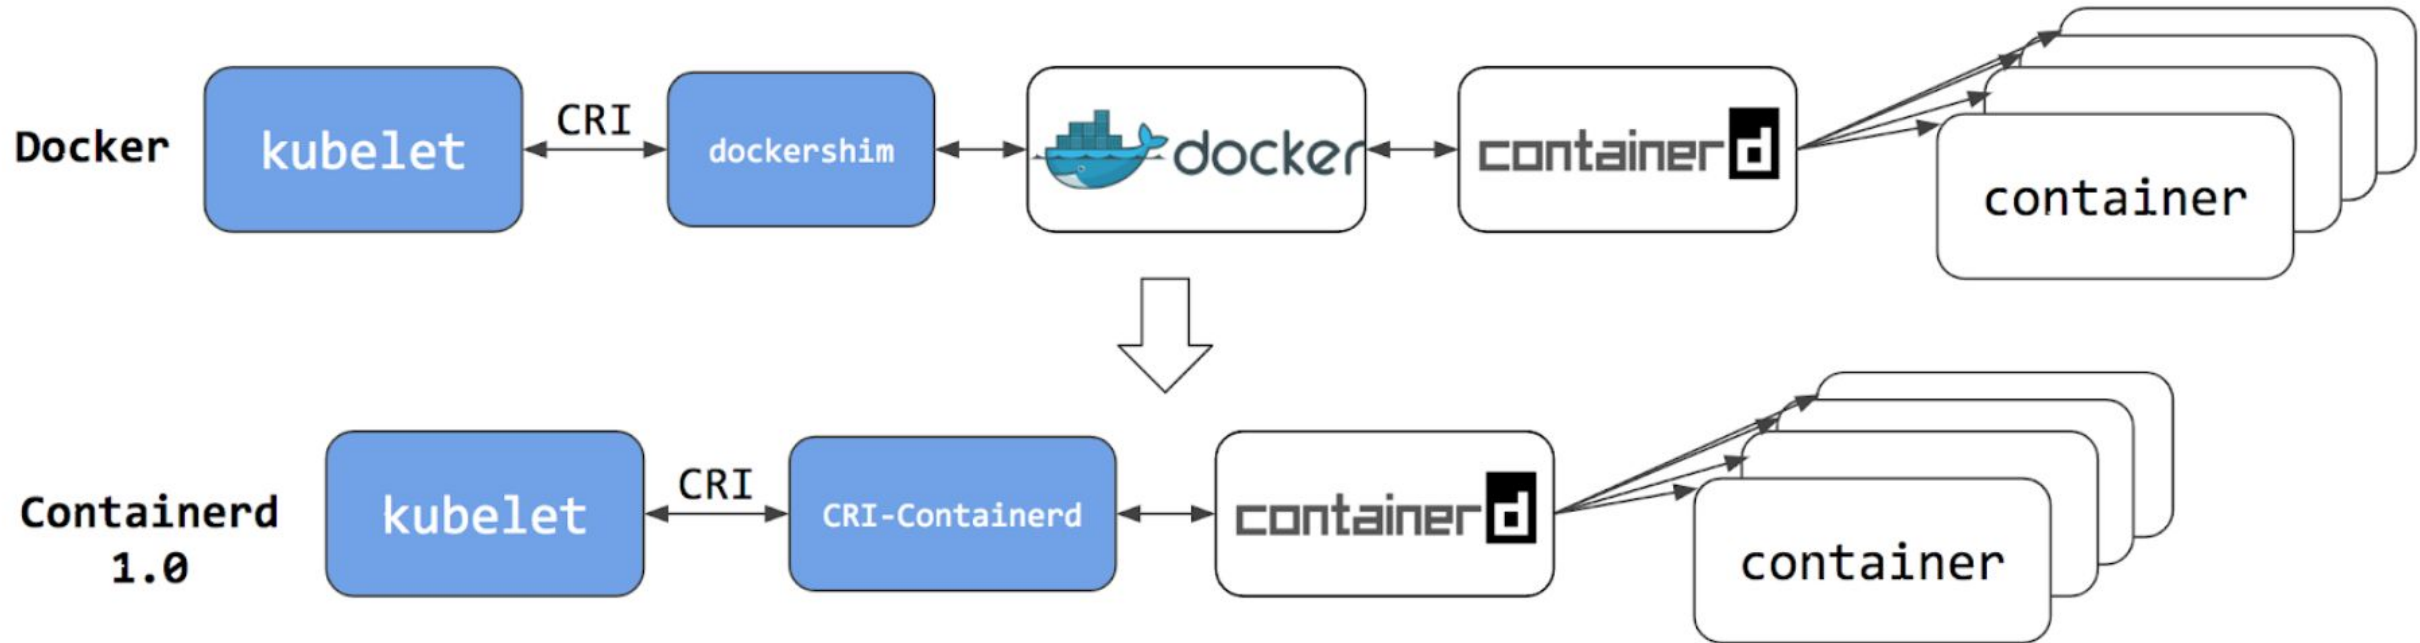 Docker
kubelet
CRI
dockershim
docker
containerd
container
Containerd
1.0
kubelet
CRI
CRI-Containerd
containerd
container